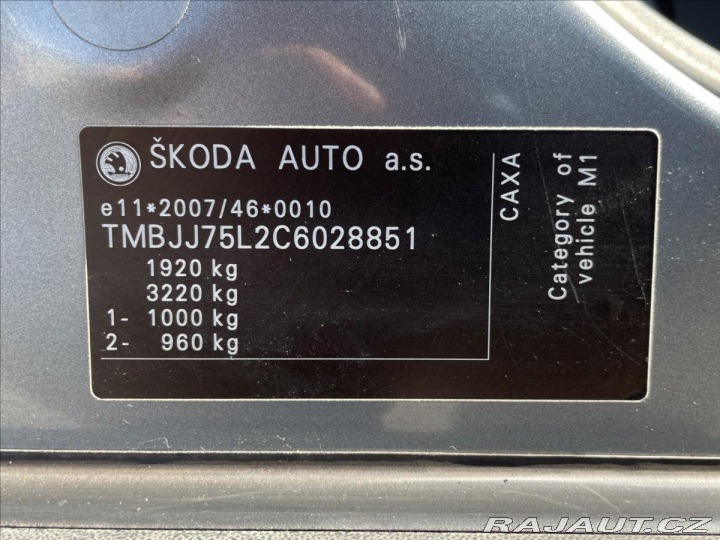 ŠKODA AUTO a.s.
e11*2007/46*0010
TMBJJ75L2C6028851
1920 kg
3220 kg
1- 1000 kg
2- 960 kg
CAXA
Category of
vehicle M1
RAJAUT.CZ